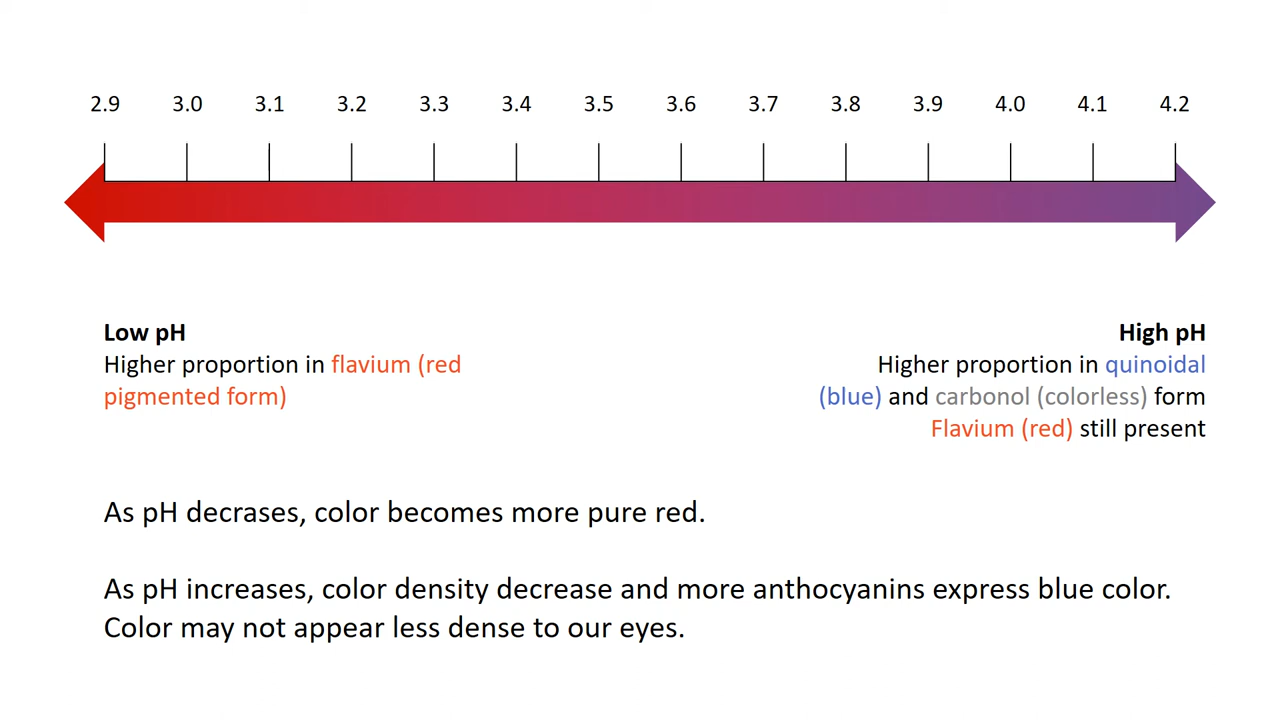 2.9 3.0 3.1 3.2 3.3 3.4 3.5 3.6 3.7 3.8 3.9 4.0 4.1 4.2
Low pH
Higher proportion in flavium (red
pigmented form)
High pH
Higher proportion in quinoidal
(blue) and carbonol (colorless) form
Flavium (red) still present
As pH decrases, color becomes more pure red.
As pH increases, color density decrease and more anthocyanins express blue color.
Color may not appear less dense to our eyes.